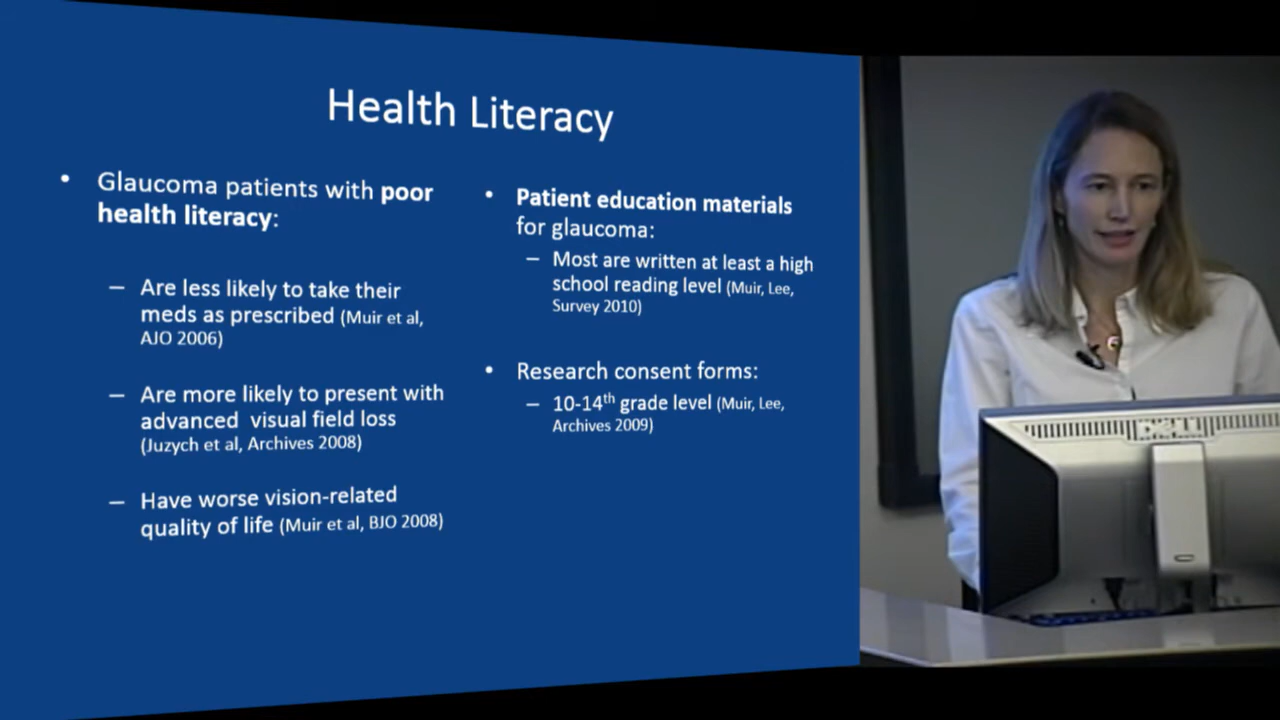 Health Literacy
• Glaucoma patients with poor
health literacy:
– Are less likely to take their
meds as prescribed (Muir et al,
AJO 2006)
– Are more likely to present with
advanced visual field loss
(Juzych et al, Archives 2008)
– Have worse vision-related
quality of life (Muir et al, BJO 2008)
• Patient education materials
for glaucoma:
– Most are written at least a high
school reading level (Muir, Lee,
Survey 2010)
• Research consent forms:
– 10-14th grade level (Muir, Lee,
Archives 2009)
DELL